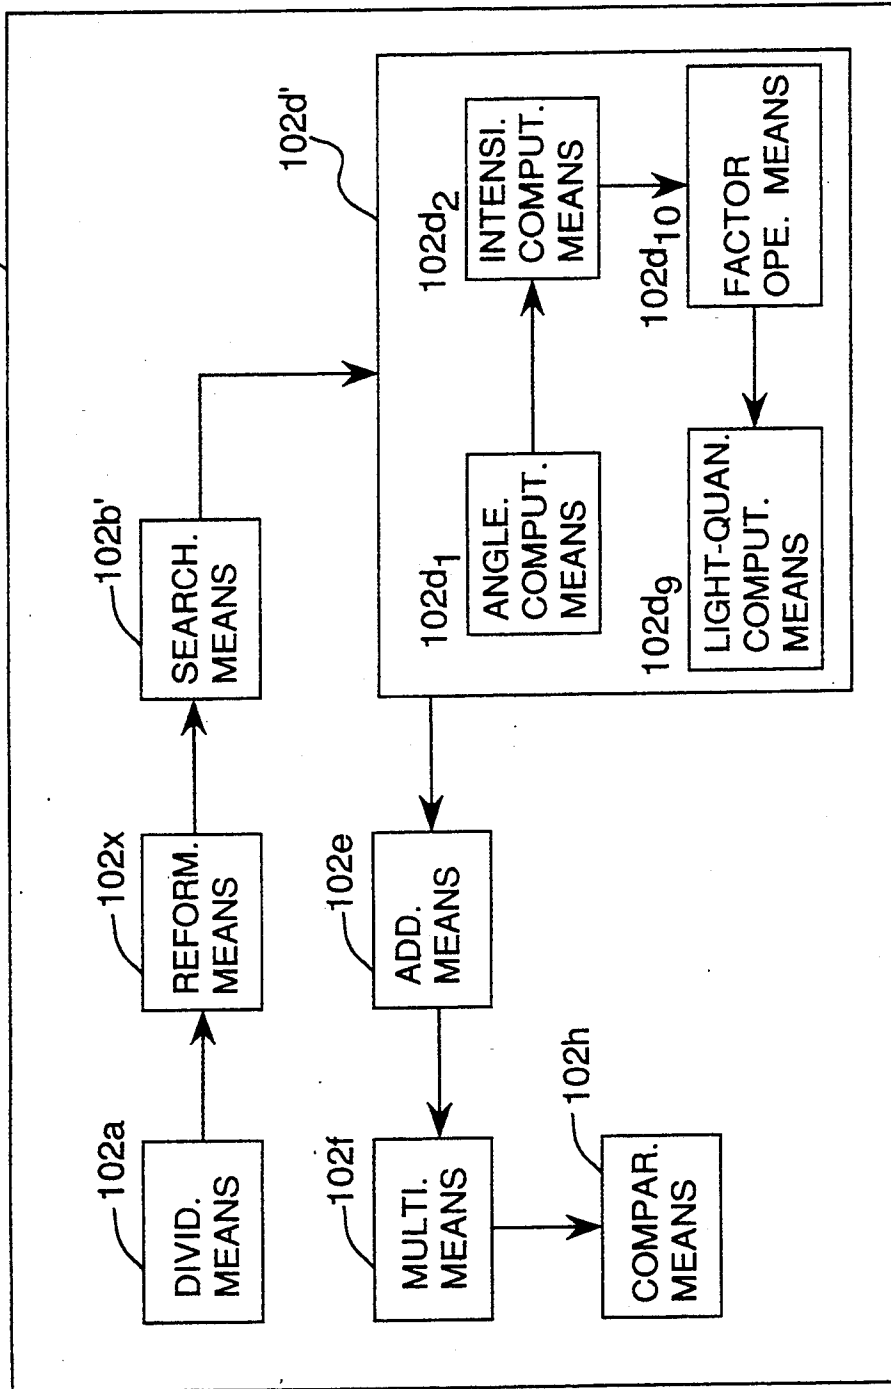 102a
DIVID.
MEANS
102x
REFORM.
MEANS
102b'
SEARCH.
MEANS
102d'
102d1
ANGLE.
COMPUT.
MEANS
102d2
INTENSI.
COMPUT.
MEANS
102d9
LIGHT-QUAN.
COMPUT.
MEANS
102d10
FACTOR
OPE. MEANS
102e
ADD.
MEANS
102f
MULTI.
MEANS
102h
COMPAR.
MEANS